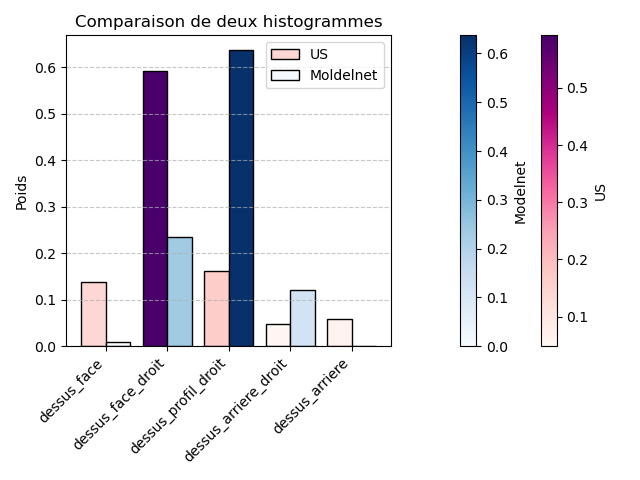 Comparaison de deux histogrammes
US
Moldelnet
Poids
0.6
0.5
0.4
0.3
0.2
0.1
0.0
dessus_face
dessus_face_droit
dessus_profil_droit
dessus_arriere_droit
dessus_arriere
0.6
0.5
0.4
0.3
0.2
0.1
0.0
Modelnet
0.5
0.4
0.3
0.2
0.1
US